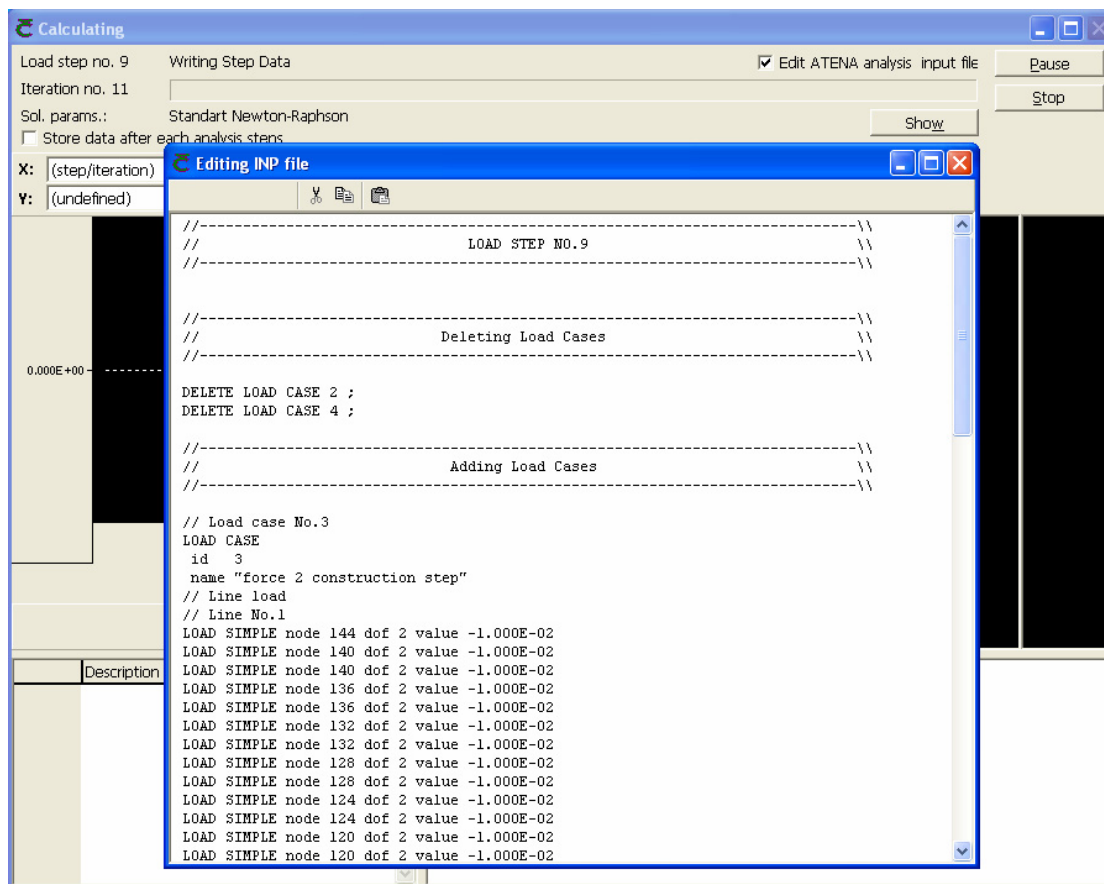 Calculating
Load step no. 9 Writing Step Data Edit ATENA analysis input file Pause
Iteration no. 11 Stop
Sol. params.: Standart Newton-Raphson Show
Store data after each analysis steps
X: (step/iteration)
Y: (undefined)
0.000E+00
Description
Editing INP file
//-------------------------------------------------------------------------\\
// LOAD STEP NO.9 \\
//-------------------------------------------------------------------------\\
//-------------------------------------------------------------------------\\
// Deleting Load Cases \\
//-------------------------------------------------------------------------\\
DELETE LOAD CASE 2 ;
DELETE LOAD CASE 4 ;
//-------------------------------------------------------------------------\\
// Adding Load Cases \\
//-------------------------------------------------------------------------\\
// Load case No.3
LOAD CASE
id 3
name "force 2 construction step"
// Line load
// Line No.1
LOAD SIMPLE node 144 dof 2 value -1.000E-02
LOAD SIMPLE node 140 dof 2 value -1.000E-02
LOAD SIMPLE node 140 dof 2 value -1.000E-02
LOAD SIMPLE node 136 dof 2 value -1.000E-02
LOAD SIMPLE node 136 dof 2 value -1.000E-02
LOAD SIMPLE node 132 dof 2 value -1.000E-02
LOAD SIMPLE node 132 dof 2 value -1.000E-02
LOAD SIMPLE node 128 dof 2 value -1.000E-02
LOAD SIMPLE node 128 dof 2 value -1.000E-02
LOAD SIMPLE node 124 dof 2 value -1.000E-02
LOAD SIMPLE node 124 dof 2 value -1.000E-02
LOAD SIMPLE node 120 dof 2 value -1.000E-02
LOAD SIMPLE node 120 dof 2 value -1.000E-02